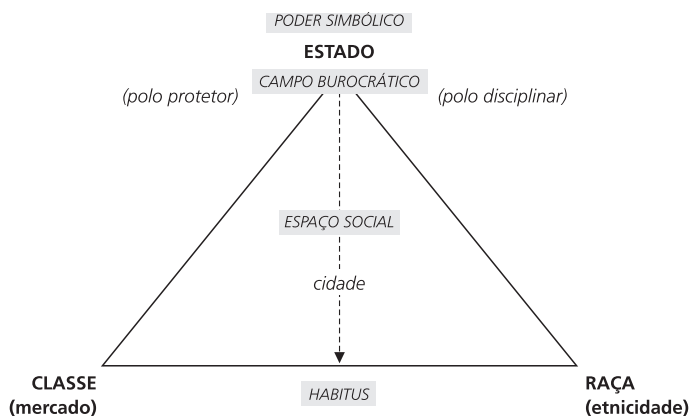 PODER SIMBÓLICO
ESTADO
CAMPO BUROCRÁTICO
(polo protetor)
(polo disciplinar)
ESPAÇO SOCIAL
cidade
CLASSE
(mercado)
HABITUS
RAÇA
(etnicidade)